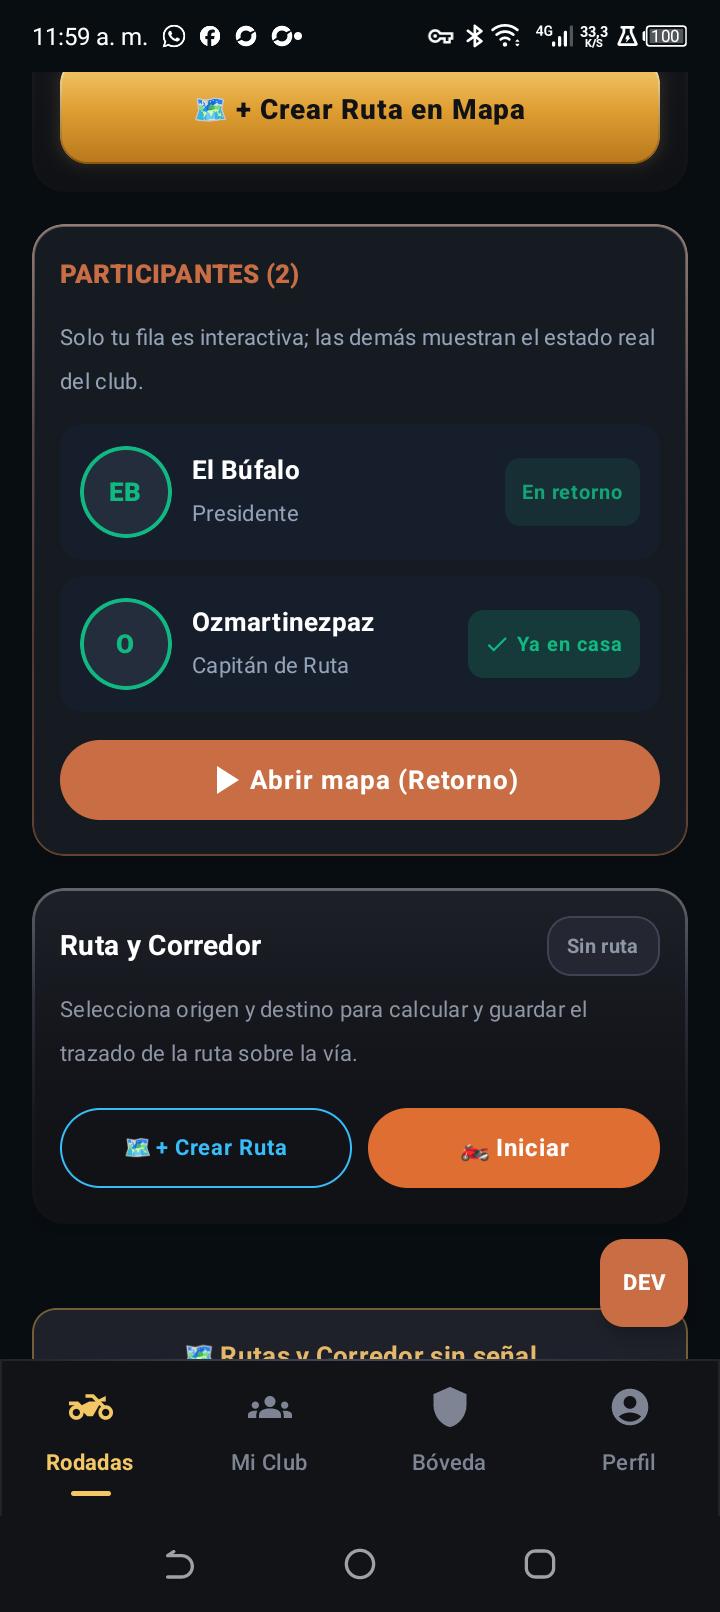 11:59 a. m.
4G
33,3
K/S
100
+ Crear Ruta en Mapa
PARTICIPANTES (2)
Solo tu fila es interactiva; las demás muestran el estado real
del club.
EB
El Búfalo
Presidente
En retorno
O
Ozmartinezpaz
Capitán de Ruta
Ya en casa
Abrir mapa (Retorno)
Ruta y Corredor
Sin ruta
Selecciona origen y destino para calcular y guardar el
trazado de la ruta sobre la vía.
+ Crear Ruta
Iniciar
DEV
Rutas y Corredor sin señal
Rodadas
Mi Club
Bóveda
Perfil